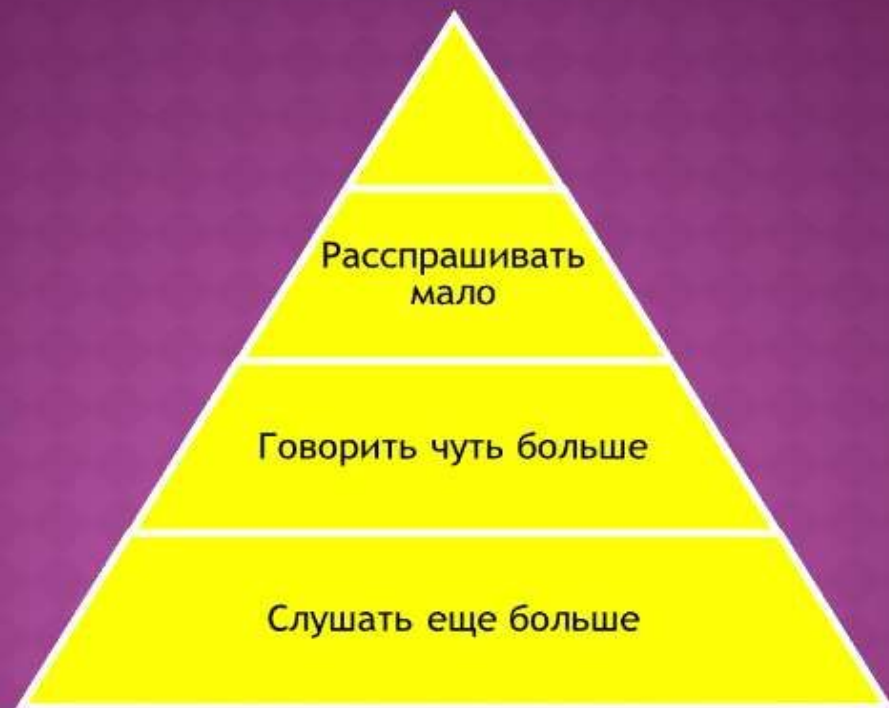 Расспрашивать
мало
Говорить чуть больше
Слушать еще больше